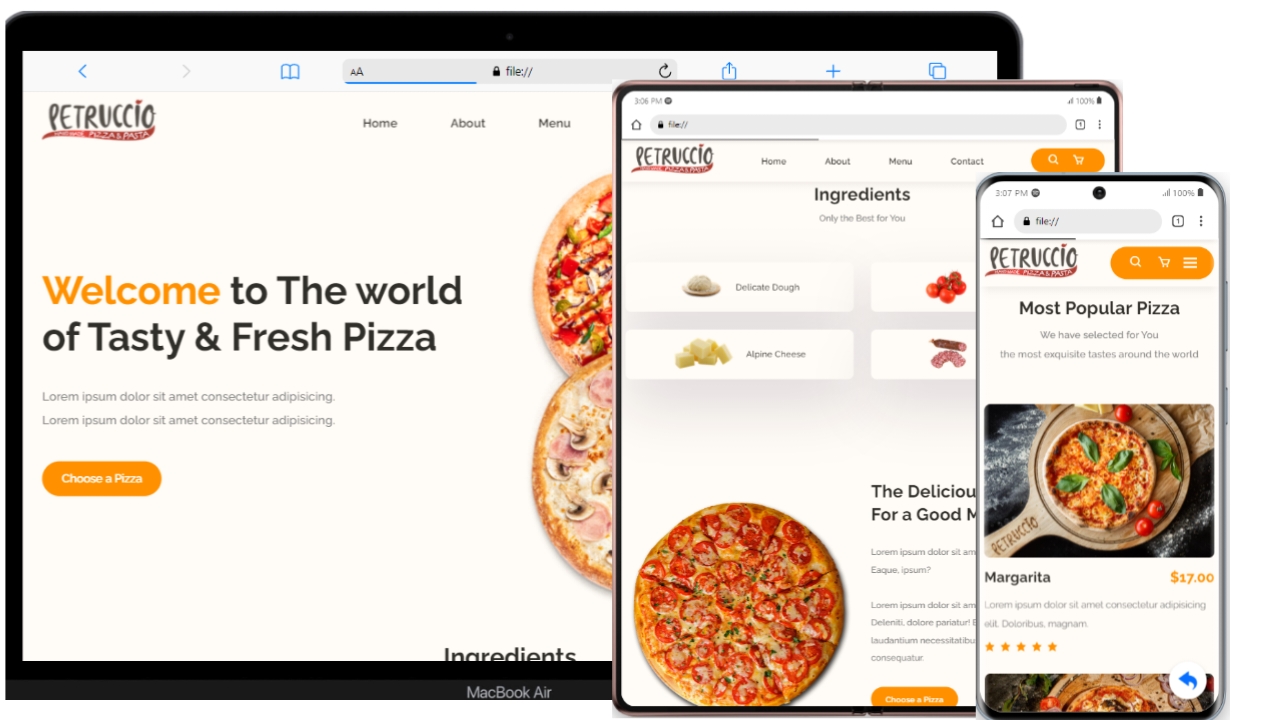 AA
file://
PETRUCCIO
PIZZA & PASTA
Home
About
Menu
Welcome to The world
of Tasty & Fresh Pizza
Lorem ipsum dolor sit amet consectetur adipisicing.
Lorem ipsum dolor sit amet consectetur adipisicing.
Choose a Pizza
Ingredients
MacBook Air
3:06 PM
100%
file://
1
PETRUCCIO
PIZZA & PASTA
Home
About
Menu
Contact
Ingredients
Only the Best for You
Delicate Dough
Alpine Cheese
The Deliciou
For a Good M
Lorem ipsum dolor sit am
Eaque, ipsum?
Lorem ipsum dolor sit am
Deleniti, dolore pariatur! E
laudantium necessitatibu
consequatur.
Choose a Pizza
3:07 PM
100%
file://
1
PETRUCCIO
PIZZA & PASTA
Most Popular Pizza
We have selected for You
the most exquisite tastes around the world
PETRUCCIO
Margarita
$17.00
Lorem ipsum dolor sit amet consectetur adipisicing
elit. Doloribus, magnam.